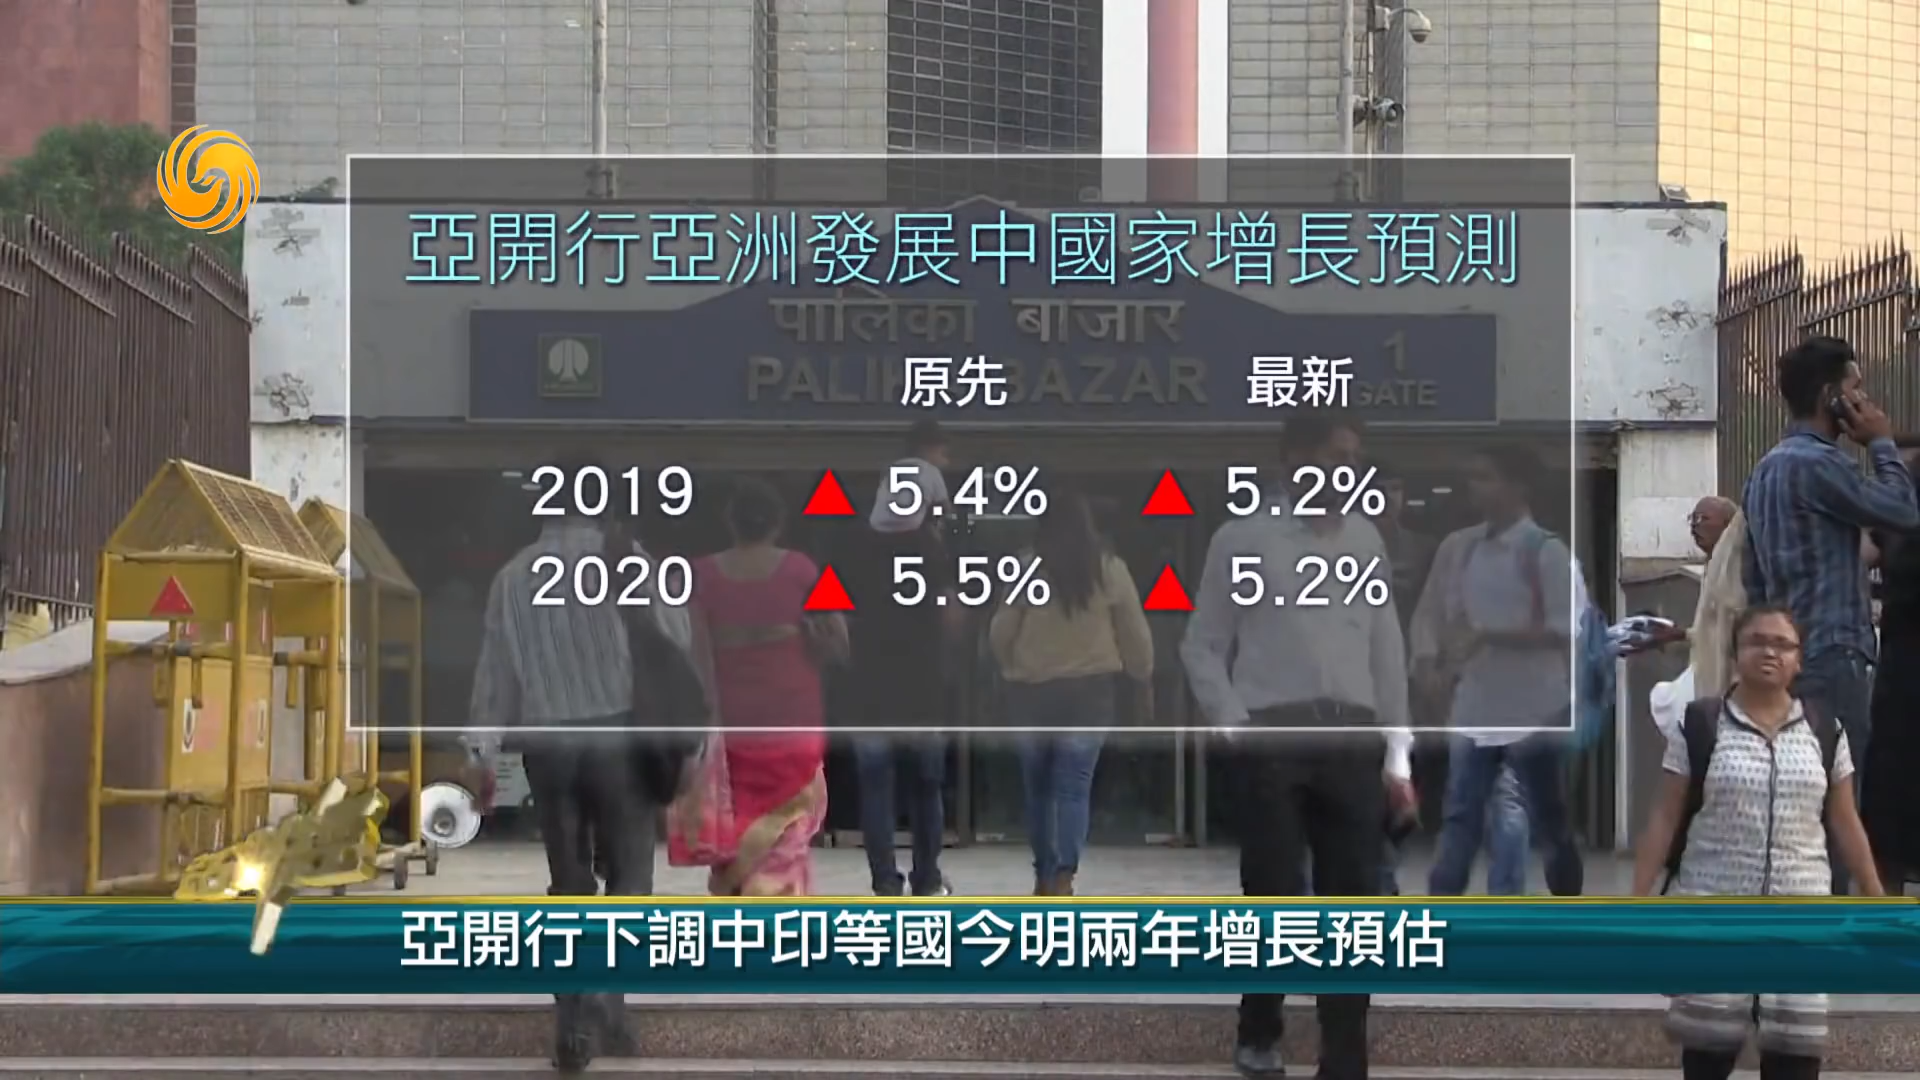 亞開行亞洲發展中國家增長預測
पालिका बाजार
PALIKA BAZAR
1
GATE
原先 最新
2019 ▲ 5.4% ▲ 5.2%
2020 ▲ 5.5% ▲ 5.2%
亞開行下調中印等國今明兩年增長預估